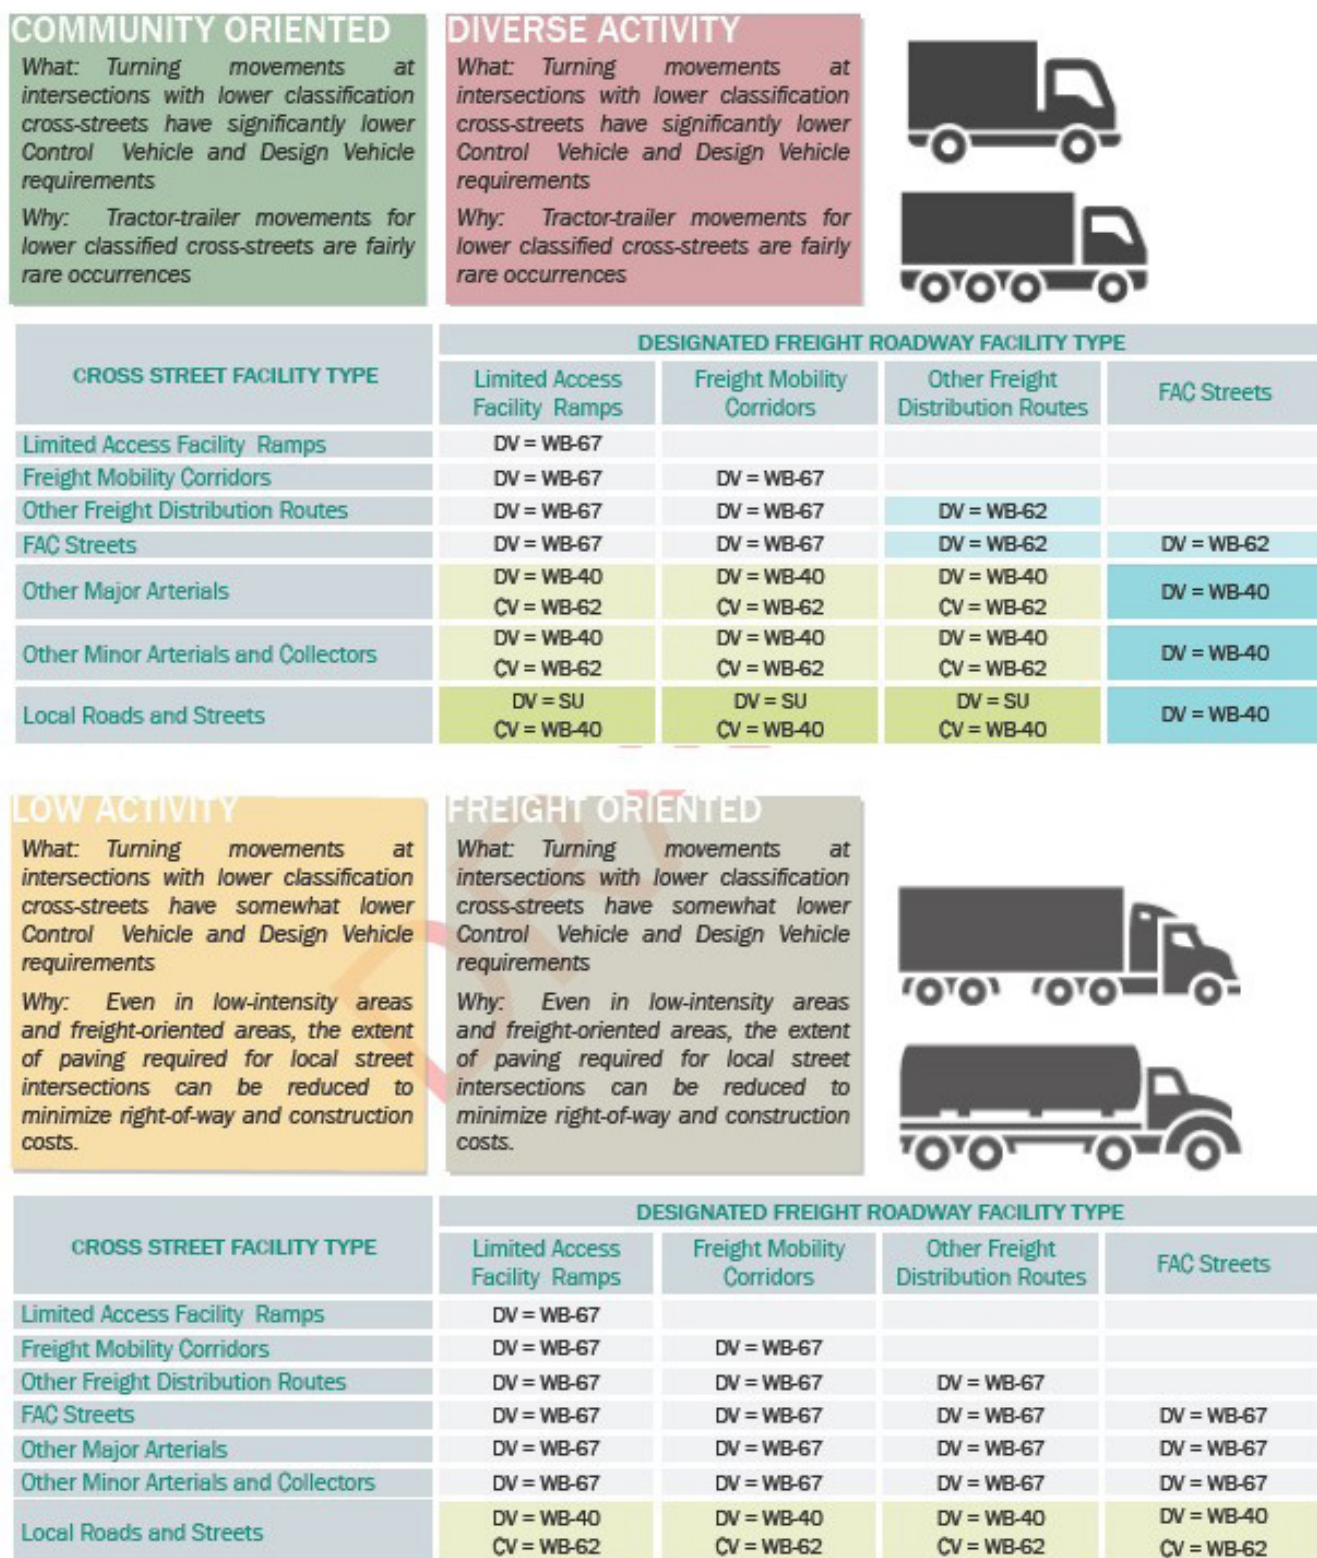 COMMUNITY ORIENTED
What: Turning movements at
intersections with lower classification
cross-streets have significantly lower
Control Vehicle and Design Vehicle
requirements
Why: Tractor-trailer movements for
lower classified cross-streets are fairly
rare occurrences
DIVERSE ACTIVITY
What: Turning movements at
intersections with lower classification
cross-streets have significantly lower
Control Vehicle and Design Vehicle
requirements
Why: Tractor-trailer movements for
lower classified cross-streets are fairly
rare occurrences
CROSS STREET FACILITY TYPE
DESIGNATED FREIGHT ROADWAY FACILITY TYPE
Limited Access
Facility Ramps
Freight Mobility
Corridors
Other Freight
Distribution Routes
FAC Streets
Limited Access Facility Ramps DV = WB-67
Freight Mobility Corridors DV = WB-67 DV = WB-67
Other Freight Distribution Routes DV = WB-67 DV = WB-67 DV = WB-62
FAC Streets DV = WB-67 DV = WB-67 DV = WB-62 DV = WB-62
Other Major Arterials
DV = WB-40 DV = WB-40 DV = WB-40 DV = WB-40
CV = WB-62 CV = WB-62 CV = WB-62
Other Minor Arterials and Collectors
DV = WB-40 DV = WB-40 DV = WB-40 DV = WB-40
CV = WB-62 CV = WB-62 CV = WB-62
Local Roads and Streets
DV = SU DV = SU DV = SU DV = WB-40
CV = WB-40 CV = WB-40 CV = WB-40
LOW ACTIVITY
What: Turning movements at
intersections with lower classification
cross-streets have somewhat lower
Control Vehicle and Design Vehicle
requirements
Why: Even in low-intensity areas
and freight-oriented areas, the extent
of paving required for local street
intersections can be reduced to
minimize right-of-way and construction
costs.
FREIGHT ORIENTED
What: Turning movements at
intersections with lower classification
cross-streets have somewhat lower
Control Vehicle and Design Vehicle
requirements
Why: Even in low-intensity areas
and freight-oriented areas, the extent
of paving required for local street
intersections can be reduced to
minimize right-of-way and construction
costs.
CROSS STREET FACILITY TYPE
DESIGNATED FREIGHT ROADWAY FACILITY TYPE
Limited Access
Facility Ramps
Freight Mobility
Corridors
Other Freight
Distribution Routes
FAC Streets
Limited Access Facility Ramps DV = WB-67
Freight Mobility Corridors DV = WB-67 DV = WB-67
Other Freight Distribution Routes DV = WB-67 DV = WB-67 DV = WB-67
FAC Streets DV = WB-67 DV = WB-67 DV = WB-67 DV = WB-67
Other Major Arterials DV = WB-67 DV = WB-67 DV = WB-67 DV = WB-67
Other Minor Arterials and Collectors DV = WB-67 DV = WB-67 DV = WB-67 DV = WB-67
Local Roads and Streets
DV = WB-40 DV = WB-40 DV = WB-40 DV = WB-40
CV = WB-62 CV = WB-62 CV = WB-62 CV = WB-62